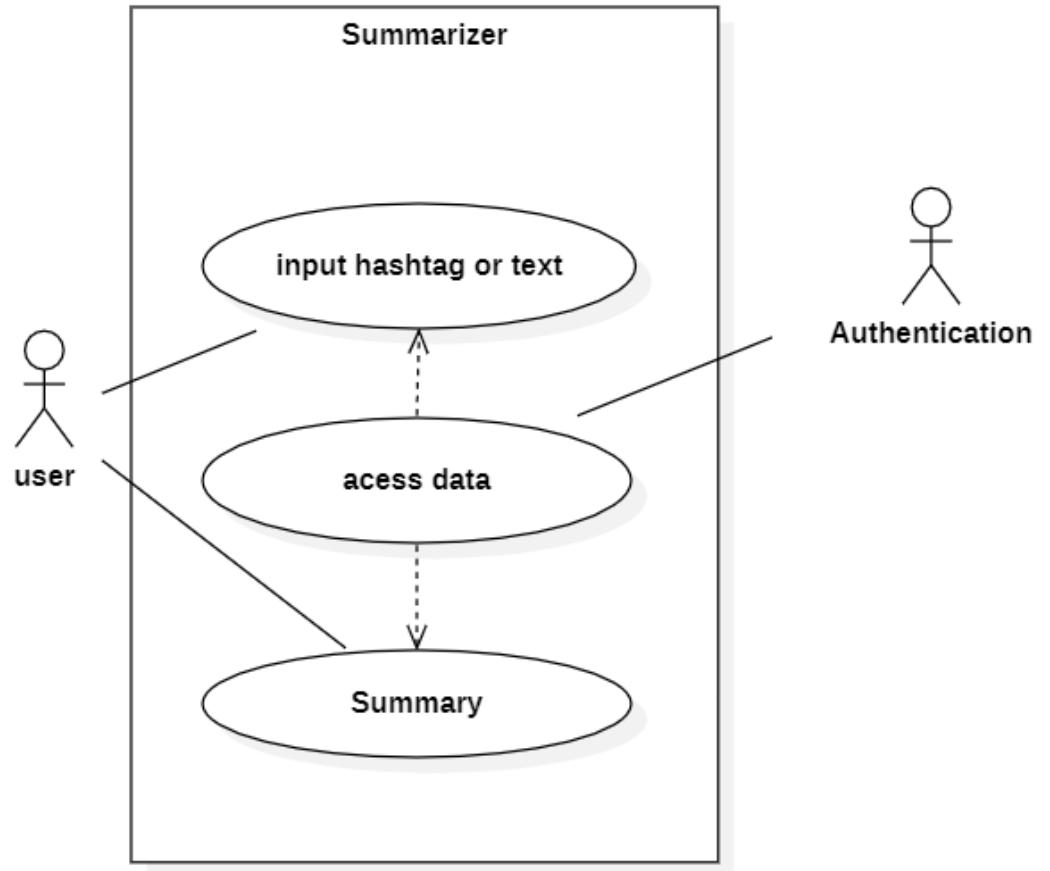 Summarizer
input hashtag or text
Authentication
user
acess data
Summary